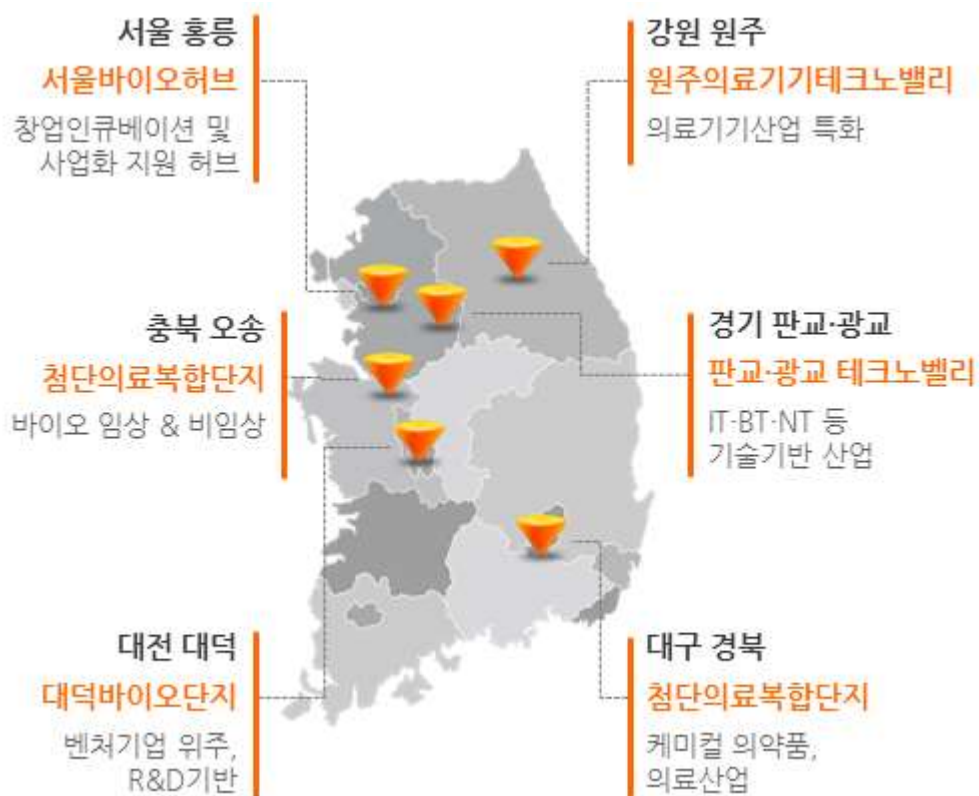 서울 홍릉
서울바이오허브
창업인큐베이션 및
사업화 지원 허브
강원 원주
원주의료기기테크노밸리
의료기기산업 특화
충북 오송
첨단의료복합단지
바이오 임상 & 비임상
경기 판교·광교
판교·광교 테크노벨리
IT·BT·NT 등
기술기반 산업
대전 대덕
대덕바이오단지
벤처기업 위주,
R&D기반
대구 경북
첨단의료복합단지
케미컬 의약품,
의료산업